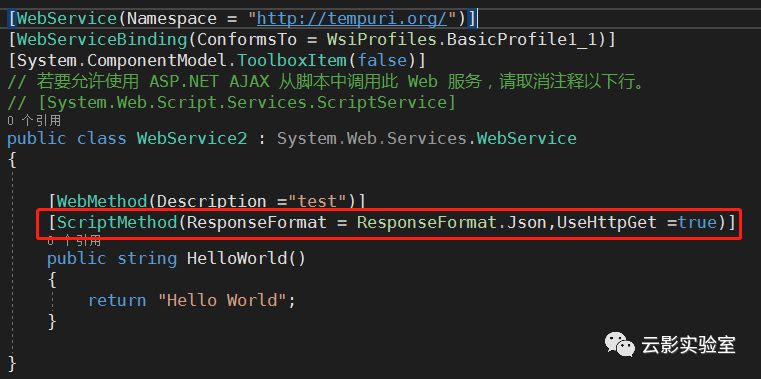 [WebService(Namespace = "http://tempuri.org/")]
[WebServiceBinding(ConformsTo = WsiProfiles.BasicProfile1_1)]
[System.ComponentModel.ToolboxItem(false)]
// 若要允许使用 ASP.NET AJAX 从脚本中调用此 Web 服务，请取消注释以下行。
// [System.Web.Script.Services.ScriptService]
0 个引用
public class WebService2 : System.Web.Services.WebService
{
[WebMethod(Description ="test")]
[ScriptMethod(ResponseFormat = ResponseFormat.Json,UseHttpGet =true)]
0 个引用
public string HelloWorld()
{
return "Hello World";
}
}
云影实验室